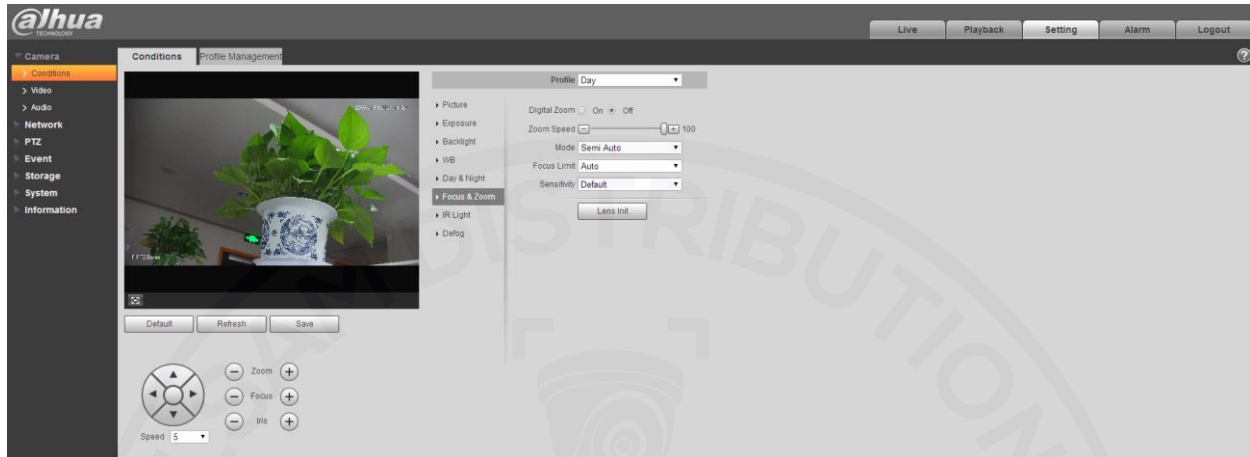 alhua
TECHNOLOGY
Live
Playback
Setting
Alarm
Logout
Camera
> Conditions
> Video
> Audio
Network
PTZ
Event
Storage
System
Information
Conditions
Profile Management
Default
Refresh
Save
Zoom
Focus
Iris
Speed 5
Profile Day
Picture
Exposure
Backlight
WB
Day & Night
Focus & Zoom
IR Light
Defog
Digital Zoom On Off
Zoom Speed 100
Mode Semi Auto
Focus Limit Auto
Sensitivity Default
Lens Init
DISTRIBUTION